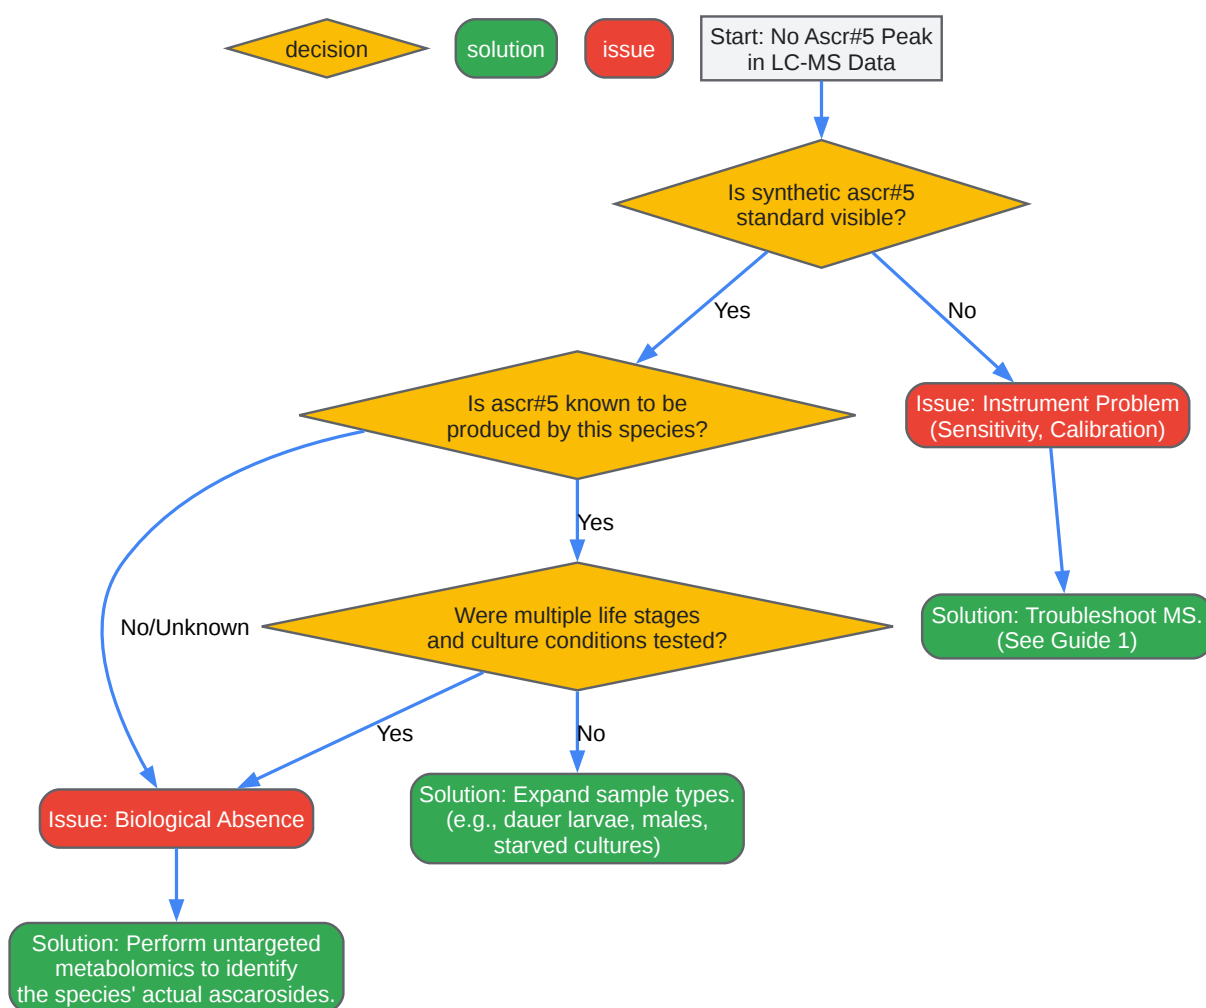 decision
solution
issue
Start: No Ascr#5 Peak
in LC-MS Data
Is synthetic ascr#5
standard visible?
Yes
No
Is ascr#5 known to be
produced by this species?
Issue: Instrument Problem
(Sensitivity, Calibration)
Yes
No/Unknown
Were multiple life stages
and culture conditions tested?
Solution: Troubleshoot MS.
(See Guide 1)
Yes
No
Issue: Biological Absence
Solution: Expand sample types.
(e.g., dauer larvae, males,
starved cultures)
Solution: Perform untargeted
metabolomics to identify
the species' actual ascarosides.